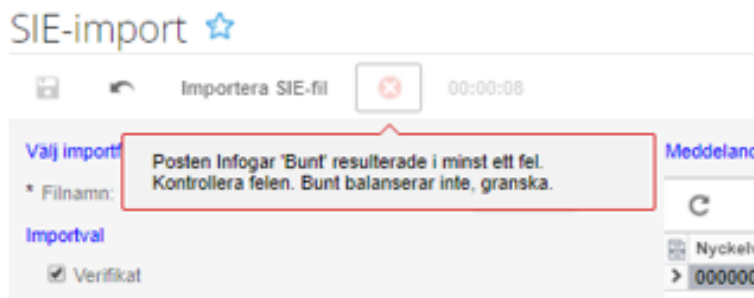 SIE-import
Importera SIE-fil 00:00:08
Välj importf
Meddeland
Posten Infogar 'Bunt' resulterade i minst ett fel.
Kontrollera felen. Bunt balanserar inte, granska.
* Filnamn:
Importval
Nyckelv
Verifikat
> 000000